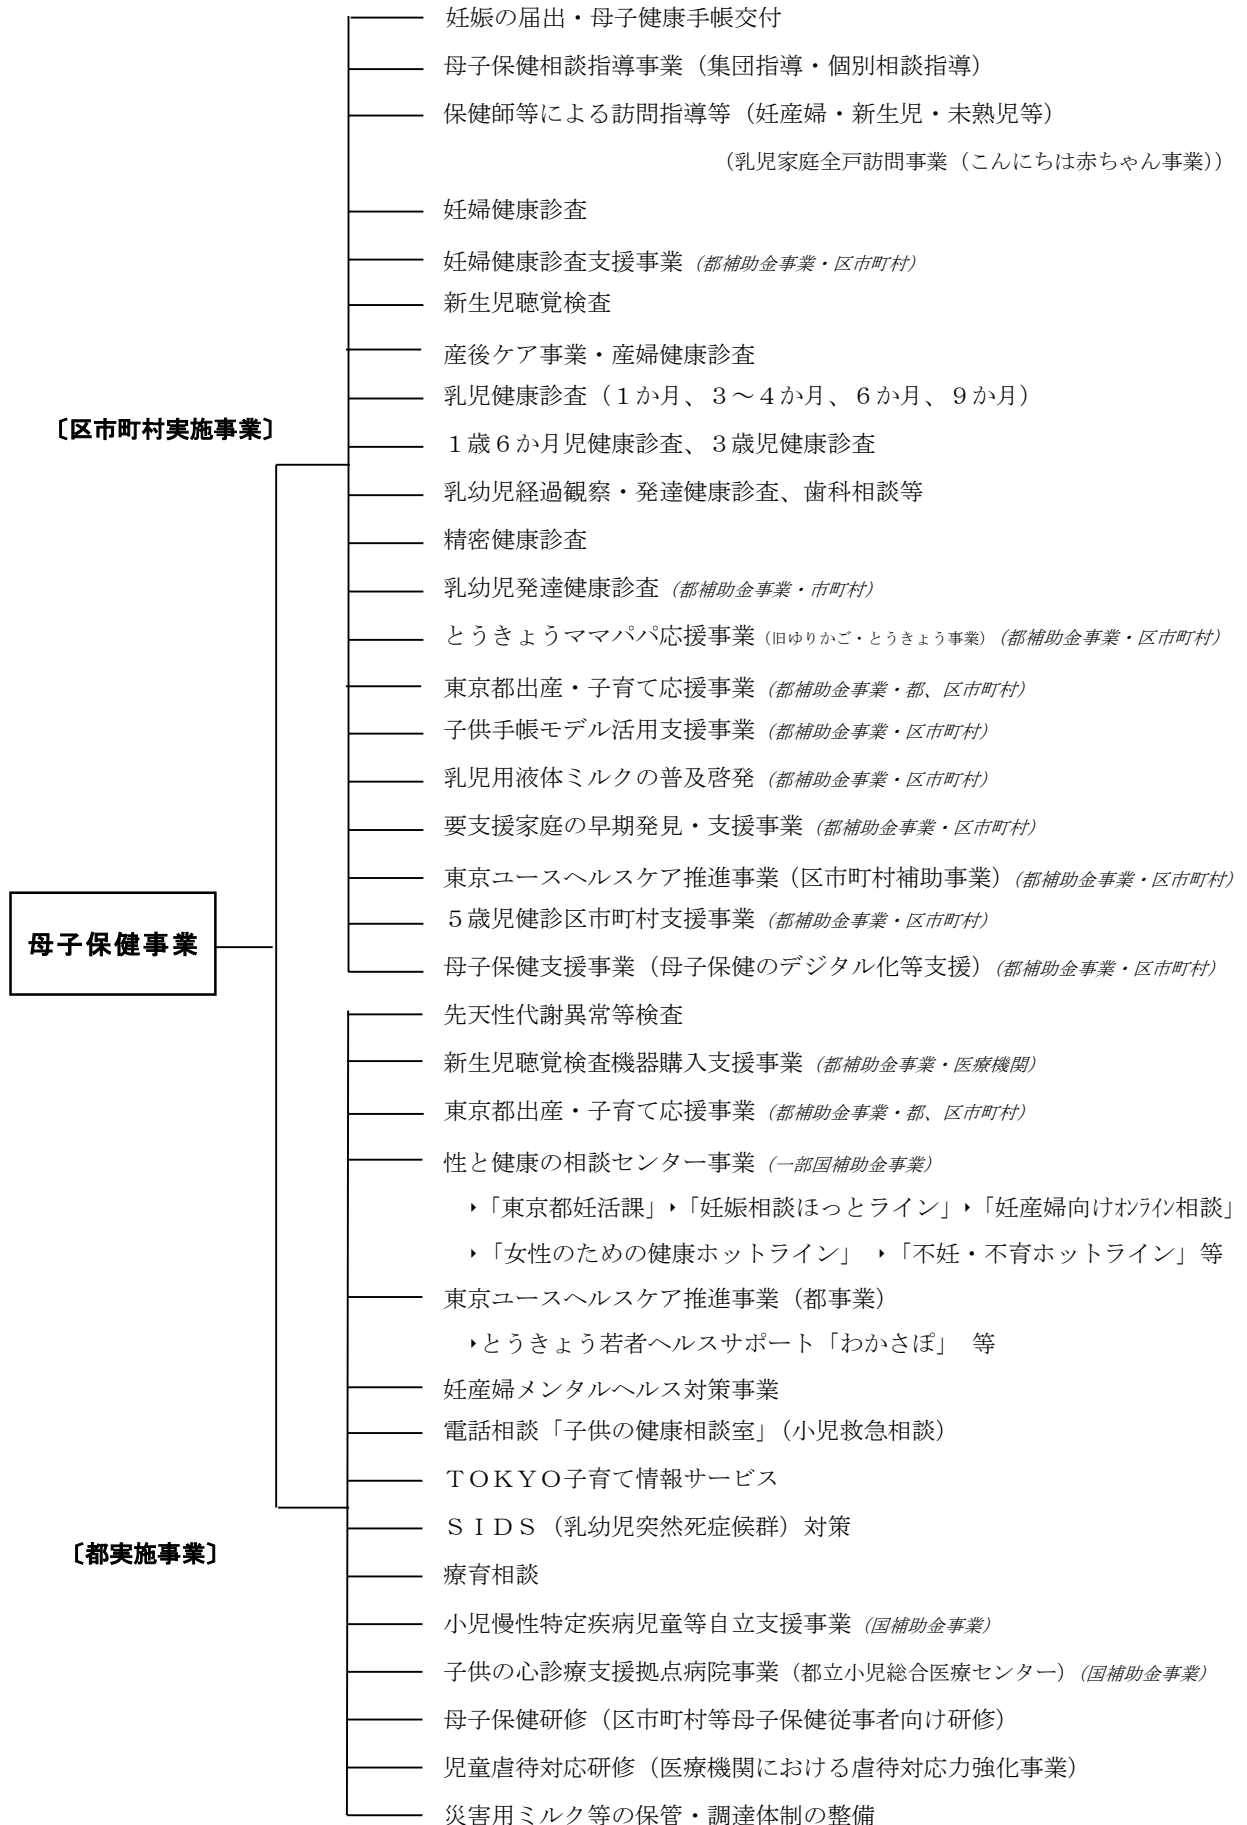 妊娠の届出・母子健康手帳交付
母子保健相談指導事業（集団指導・個別相談指導）
保健師等による訪問指導等（妊産婦・新生児・未熟児等）
（乳児家庭全戸訪問事業（こんにちは赤ちゃん事業））
妊婦健康診査
妊婦健康診査支援事業（都補助金事業・区市町村）
新生児聴覚検査
産後ケア事業・産婦健康診査
乳児健康診査（１か月、３～４か月、６か月、９か月）
〔区市町村実施事業〕
１歳６か月児健康診査、３歳児健康診査
乳幼児経過観察・発達健康診査、歯科相談等
精密健康診査
乳幼児発達健康診査（都補助金事業・市町村）
とうきょうママパパ応援事業（旧ゆりかご・とうきょう事業）（都補助金事業・区市町村）
東京都出産・子育て応援事業（都補助金事業・都、区市町村）
子供手帳モデル活用支援事業（都補助金事業・区市町村）
乳児用液体ミルクの普及啓発（都補助金事業・区市町村）
要支援家庭の早期発見・支援事業（都補助金事業・区市町村）
東京ユースヘルスケア推進事業（区市町村補助事業）（都補助金事業・区市町村）
５歳児健診区市町村支援事業（都補助金事業・区市町村）
母子保健事業
母子保健支援事業（母子保健のデジタル化等支援）（都補助金事業・区市町村）
先天性代謝異常等検査
新生児聴覚検査機器購入支援事業（都補助金事業・医療機関）
東京都出産・子育て応援事業（都補助金事業・都、区市町村）
性と健康の相談センター事業（一部国補助金事業）
‣「東京都妊活課」‣「妊娠相談ほっとライン」‣「妊産婦向けｵﾝﾗｲﾝ相談」
‣「女性のための健康ホットライン」 ‣「不妊・不育ホットライン」等
東京ユースヘルスケア推進事業（都事業）
‣とうきょう若者ヘルスサポート「わかさぽ」 等
妊産婦メンタルヘルス対策事業
電話相談「子供の健康相談室」（小児救急相談）
ＴＯＫＹＯ子育て情報サービス
ＳＩＤＳ（乳幼児突然死症候群）対策
〔都実施事業〕
療育相談
小児慢性特定疾病児童等自立支援事業（国補助金事業）
子供の心診療支援拠点病院事業（都立小児総合医療センター）（国補助金事業）
母子保健研修（区市町村等母子保健従事者向け研修）
児童虐待対応研修（医療機関における虐待対応力強化事業）
災害用ミルク等の保管・調達体制の整備